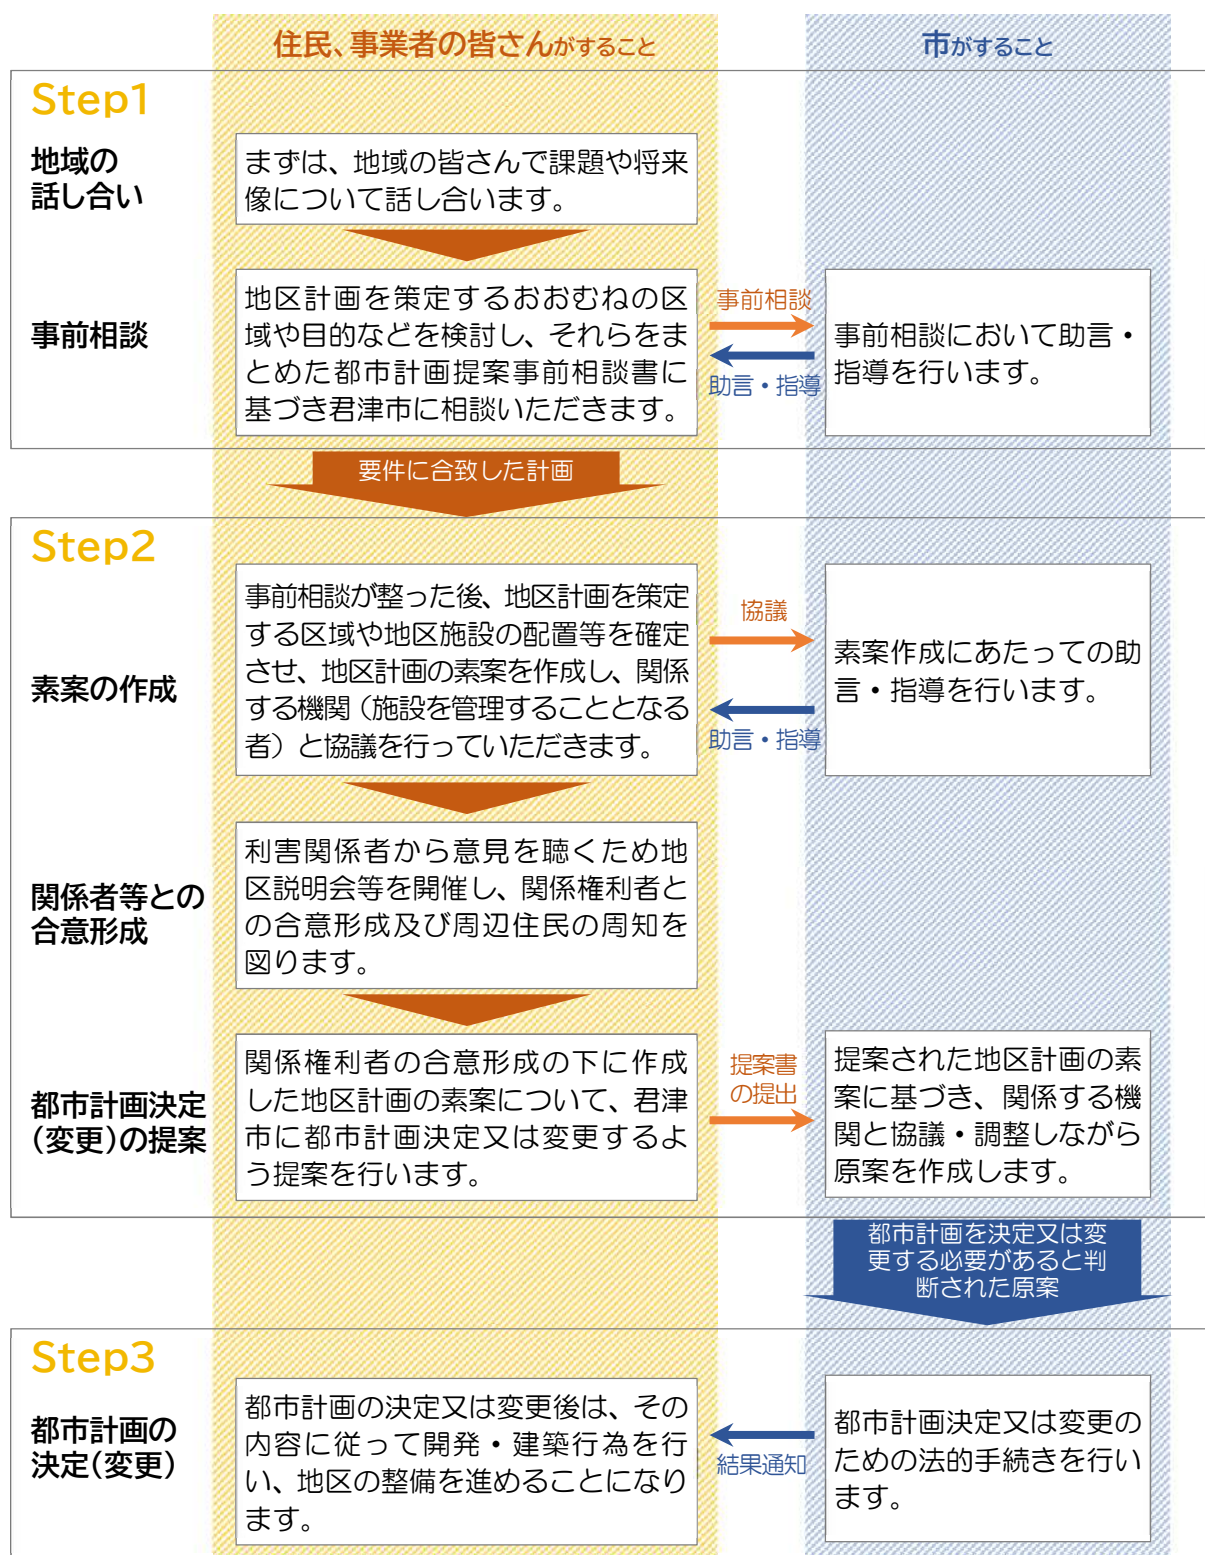 住民、事業者の皆さんがすること
市がすること
Step1
地域の
話し合い
まずは、地域の皆さんで課題や将来
像について話し合います。
事前相談
地区計画を策定するおおむねの区
域や目的などを検討し、それらをま
とめた都市計画提案事前相談書に
基づき君津市に相談いただきます。
事前相談
助言・指導
事前相談において助言・
指導を行います。
要件に合致した計画
Step2
素案の作成
事前相談が整った後、地区計画を策定
する区域や地区施設の配置等を確定
させ、地区計画の素案を作成し、関係
する機関（施設を管理することとなる
者）と協議を行っていただきます。
協議
助言・指導
素案作成にあたっての助
言・指導を行います。
関係者等との
合意形成
利害関係者から意見を聴くため地
区説明会等を開催し、関係権利者と
の合意形成及び周辺住民の周知を
図ります。
都市計画決定
（変更）の提案
関係権利者の合意形成の下に作成
した地区計画の素案について、君津
市に都市計画決定又は変更するよ
う提案を行います。
提案書
の提出
提案された地区計画の素
案に基づき、関係する機
関と協議・調整しながら
原案を作成します。
都市計画を決定又は変
更する必要があると判
断された原案
Step3
都市計画の
決定（変更）
都市計画の決定又は変更後は、その
内容に従って開発・建築行為を行
い、地区の整備を進めることになり
ます。
結果通知
都市計画決定又は変更の
ための法的手続きを行い
ます。